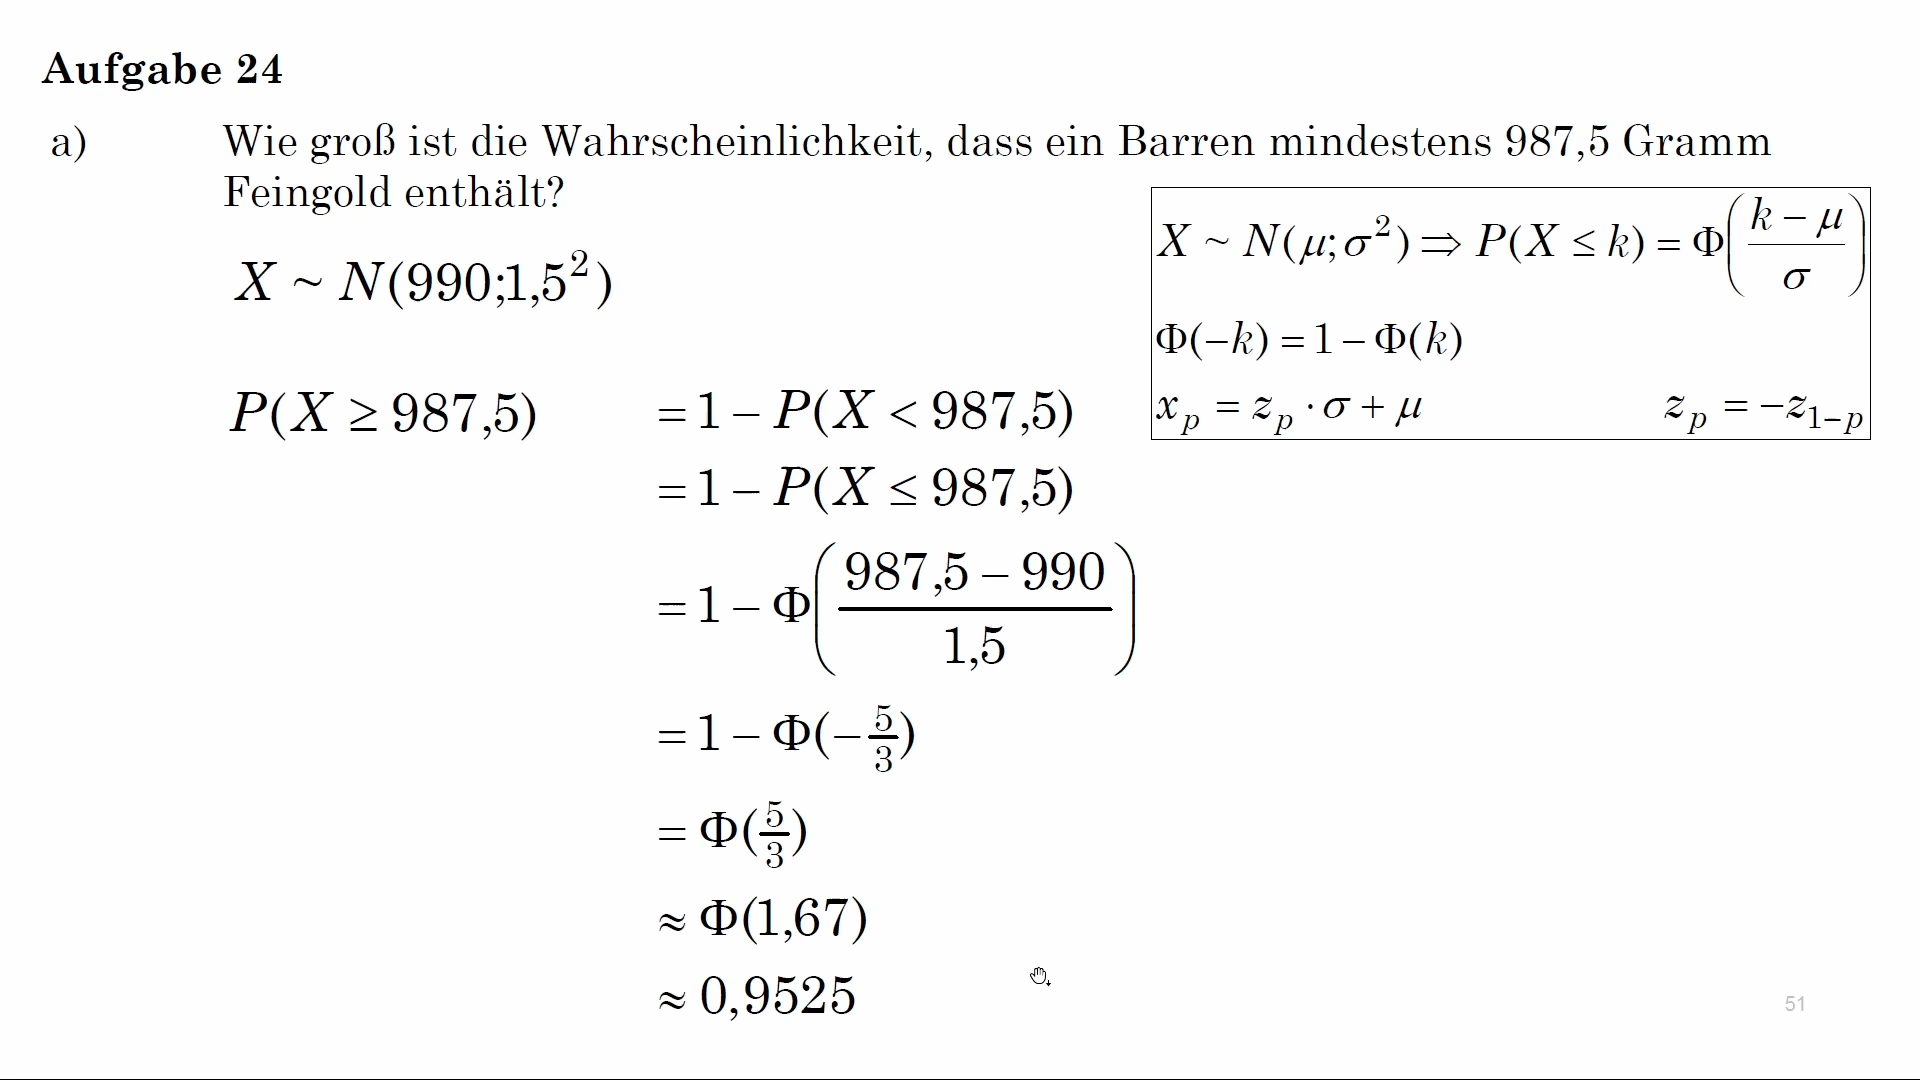 Aufgabe 24
a) Wie groß ist die Wahrscheinlichkeit, dass ein Barren mindestens 987,5 Gramm
Feingold enthält?
X ~ N(μ;σ²) ⇒ P(X ≤ k) = Φ((k − μ)/σ)
X ~ N(990;1,5²)
Φ(−k) = 1 − Φ(k)
x_p = z_p · σ + μ z_p = −z_{1−p}
P(X ≥ 987,5) = 1 − P(X < 987,5)
= 1 − P(X ≤ 987,5)
= 1 − Φ((987,5 − 990)/1,5)
= 1 − Φ(−5/3)
= Φ(5/3)
≈ Φ(1,67)
≈ 0,9525
51